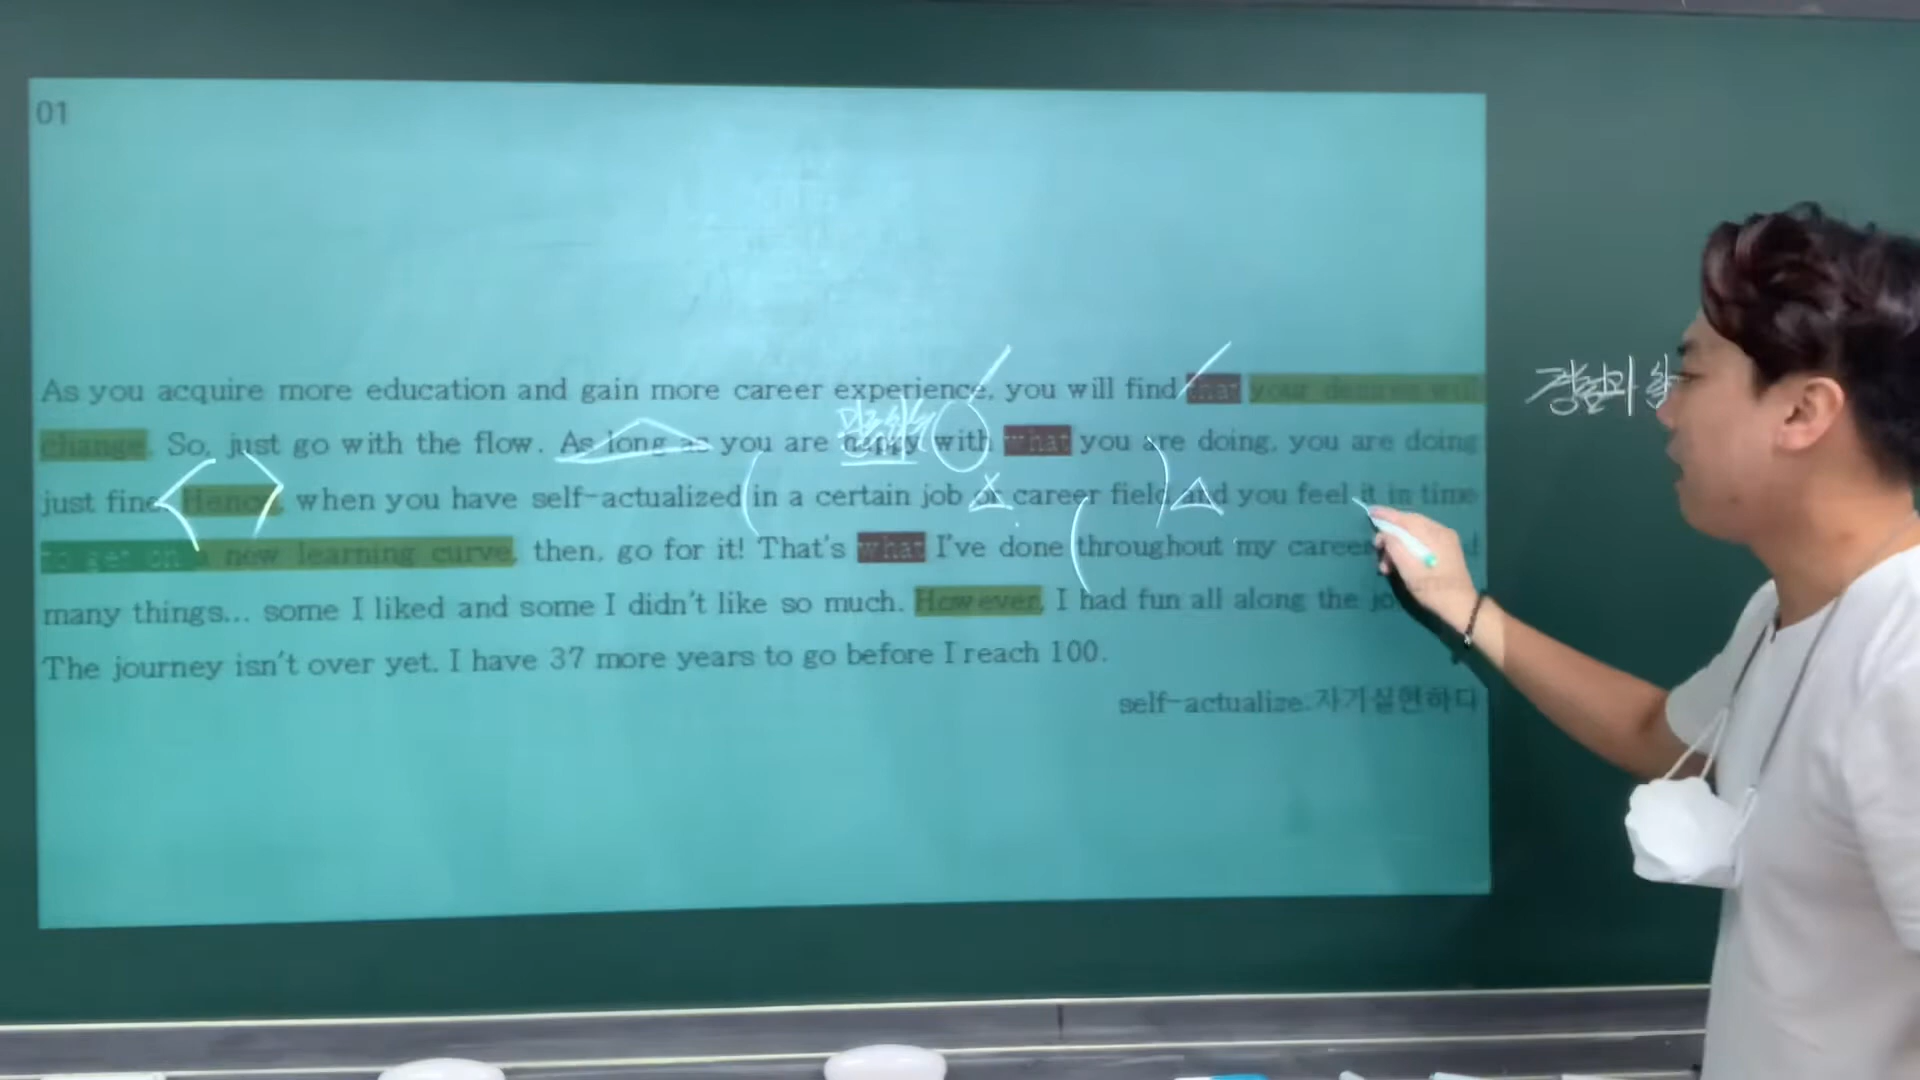 01
As you acquire more education and gain more career experience, you will find that your desires will
change. So, just go with the flow. As long as you are happy with what you are doing, you are doing
just fine. Hence, when you have self-actualized in a certain job or career field and you feel it in time
to get on a new learning curve, then, go for it! That's what I've done throughout my career
many things... some I liked and some I didn't like so much. However, I had fun all along the
The journey isn't over yet. I have 37 more years to go before I reach 100.
self-actualize:자기실현하다